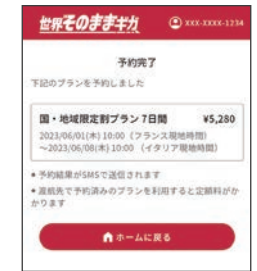 世界そのままギガ
XXX-XXXX-1234
予約完了
下記のプランを予約しました
国・地域限定割プラン 7日間 ¥5,280
2023/06/01(木) 10:00（フランス現地時間）
～2023/06/08(木) 10:00 （イタリア現地時間）
● 予約結果がSMSで送信されます
● 渡航先で予約済みのプランを利用すると定額料がか
かります
ホームに戻る